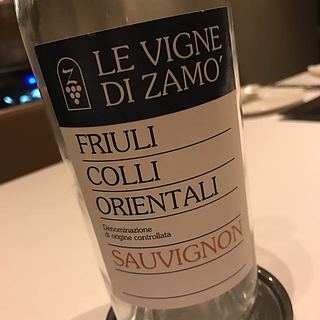 Z
LE VIGNE
DI ZAMO'
FRIULI
COLLI
ORIENTALI
Denominazione
di origine controllata
SAUVIGNON